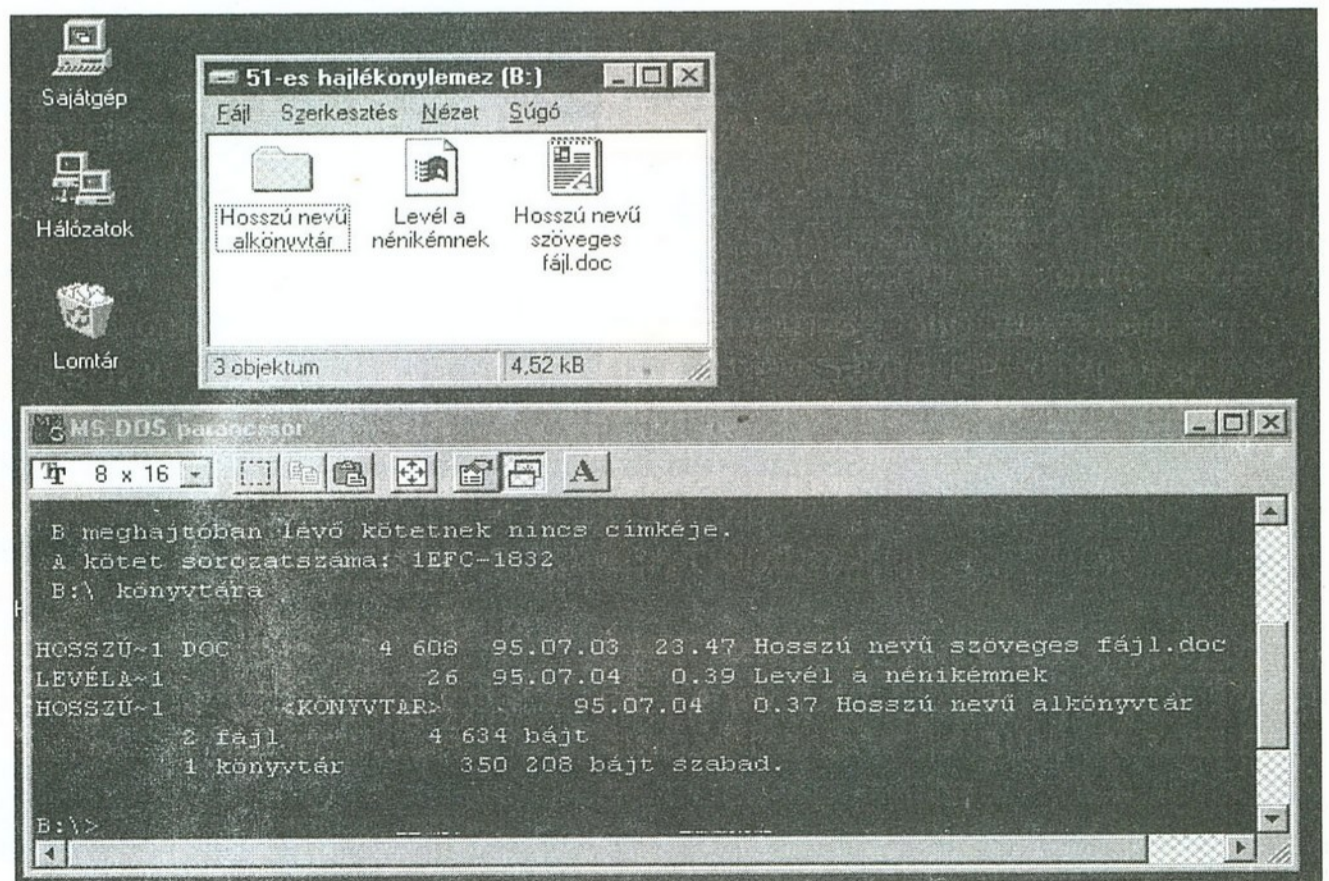 Sajátgép
Hálózatok
Lomtár
51-es hajlékonylemez (B:)
Fájl Szerkesztés Nézet Súgó
Hosszú nevű
alkönyvtár
Levél a
nénikémnek
Hosszú nevű
szöveges
fájl.doc
3 objektum 4,52 kB
MS DOS parancssor
8 x 16
B meghajtóban lévő kötetnek nincs címkéje.
A kötet sorozatszáma: 1EFC-1832
B:\ könyvtára
HOSSZÚ~1 DOC 4 608 95.07.03 23.47 Hosszú nevű szöveges fájl.doc
LEVÉLA~1 26 95.07.04 0.39 Levél a nénikémnek
HOSSZÚ~1 <KÖNYVTÁR> 95.07.04 0.37 Hosszú nevű alkönyvtár
2 fájl 4 634 bájt
1 könyvtár 350 208 bájt szabad.
B:\>